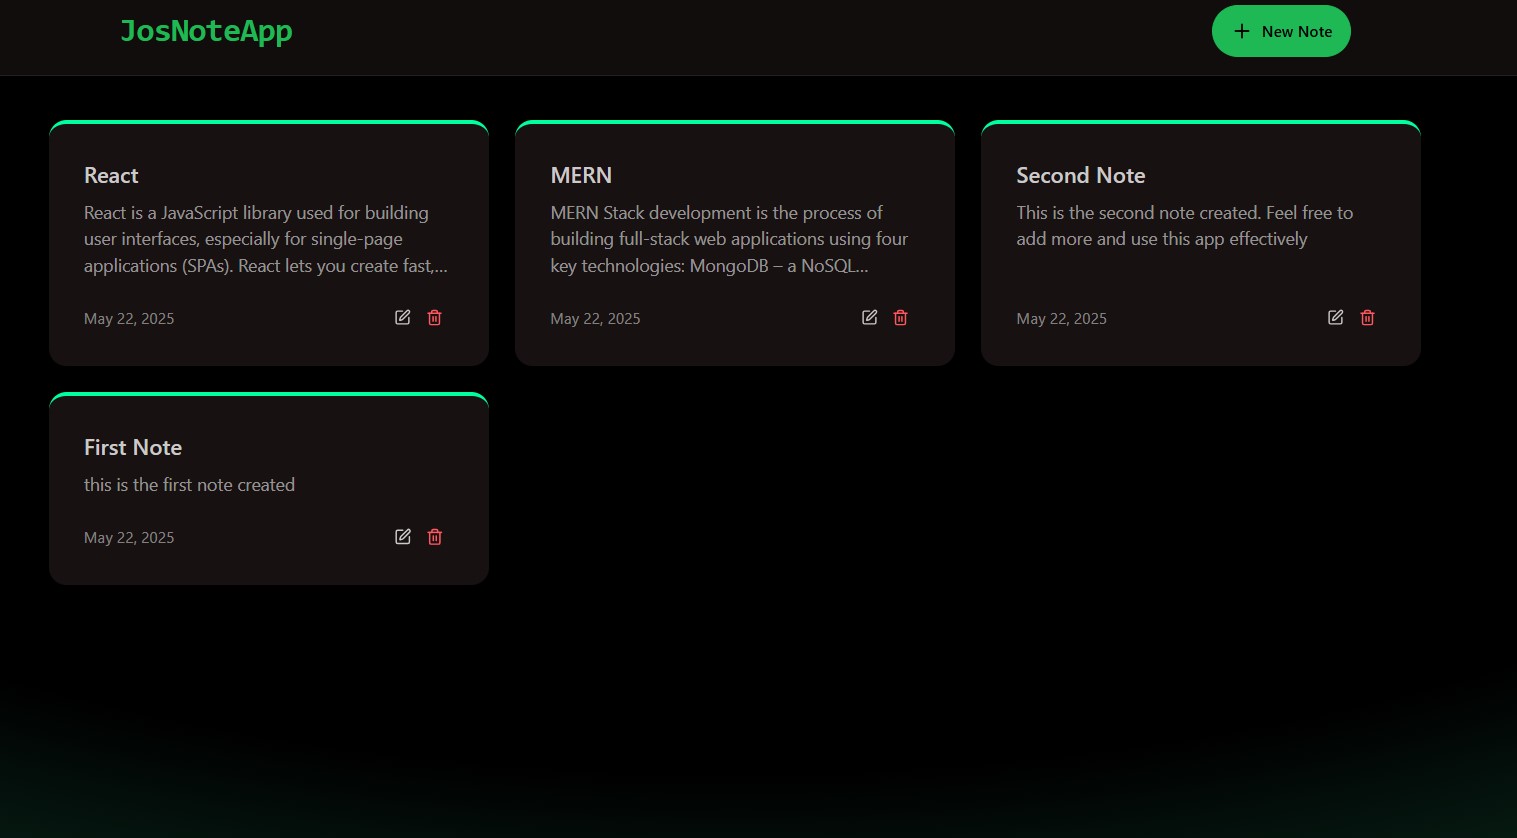 JosNoteApp
New Note
React
React is a JavaScript library used for building
user interfaces, especially for single-page
applications (SPAs). React lets you create fast,...
May 22, 2025
MERN
MERN Stack development is the process of
building full-stack web applications using four
key technologies: MongoDB – a NoSQL...
May 22, 2025
Second Note
This is the second note created. Feel free to
add more and use this app effectively
May 22, 2025
First Note
this is the first note created
May 22, 2025